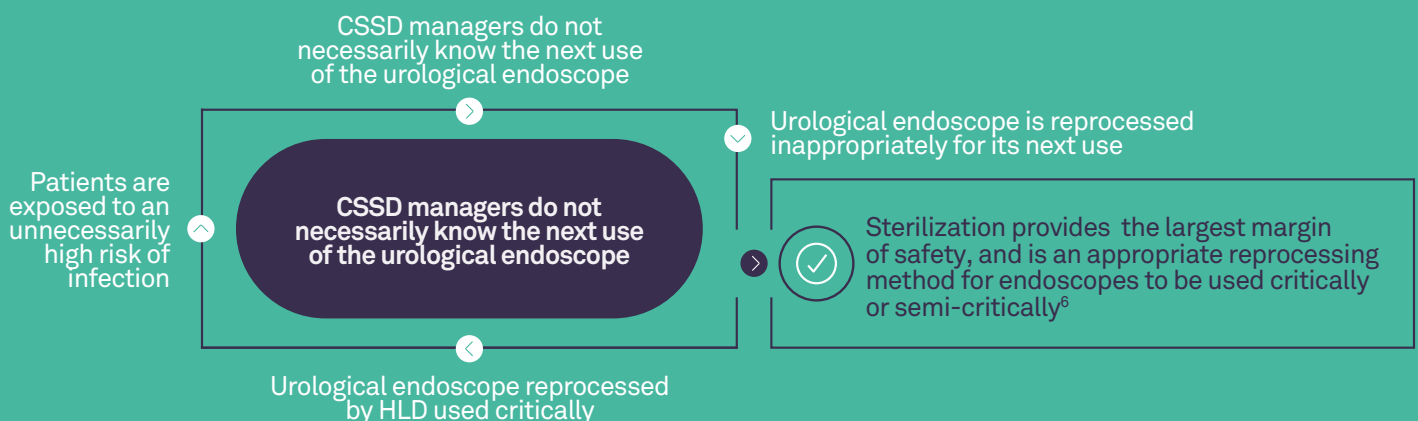 CSSD managers do not
necessarily know the next use
of the urological endoscope
Urological endoscope is reprocessed
inappropriately for its next use
Patients are
exposed to an
unnecessarily
high risk of
infection
CSSD managers do not
necessarily know the next use
of the urological endoscope
Sterilization provides the largest margin
of safety, and is an appropriate reprocessing
method for endoscopes to be used critically
or semi-critically⁶
Urological endoscope reprocessed
by HLD used critically